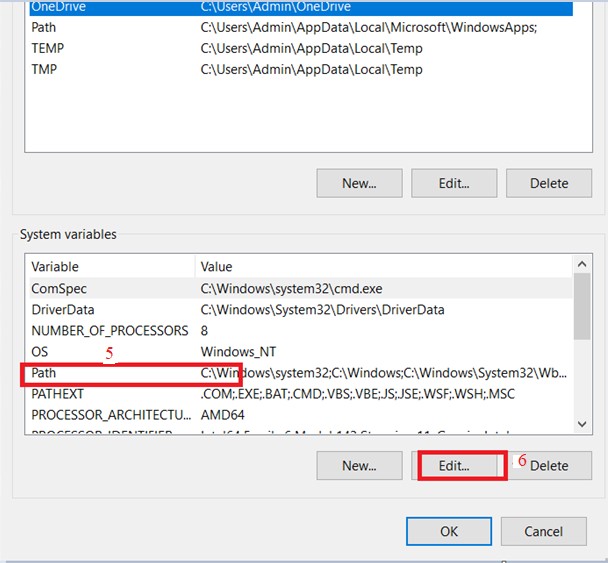 OneDrive C:\Users\Admin\OneDrive
Path C:\Users\Admin\AppData\Local\Microsoft\WindowsApps;
TEMP C:\Users\Admin\AppData\Local\Temp
TMP C:\Users\Admin\AppData\Local\Temp
New... Edit... Delete
System variables
Variable Value
ComSpec C:\Windows\system32\cmd.exe
DriverData C:\Windows\System32\Drivers\DriverData
NUMBER_OF_PROCESSORS 8
OS Windows_NT
5
Path C:\Windows\system32;C:\Windows;C:\Windows\System32\Wb...
PATHEXT .COM;.EXE;.BAT;.CMD;.VBS;.VBE;.JS;.JSE;.WSF;.WSH;.MSC
PROCESSOR_ARCHITECTU... AMD64
New... Edit... 6 Delete
OK Cancel